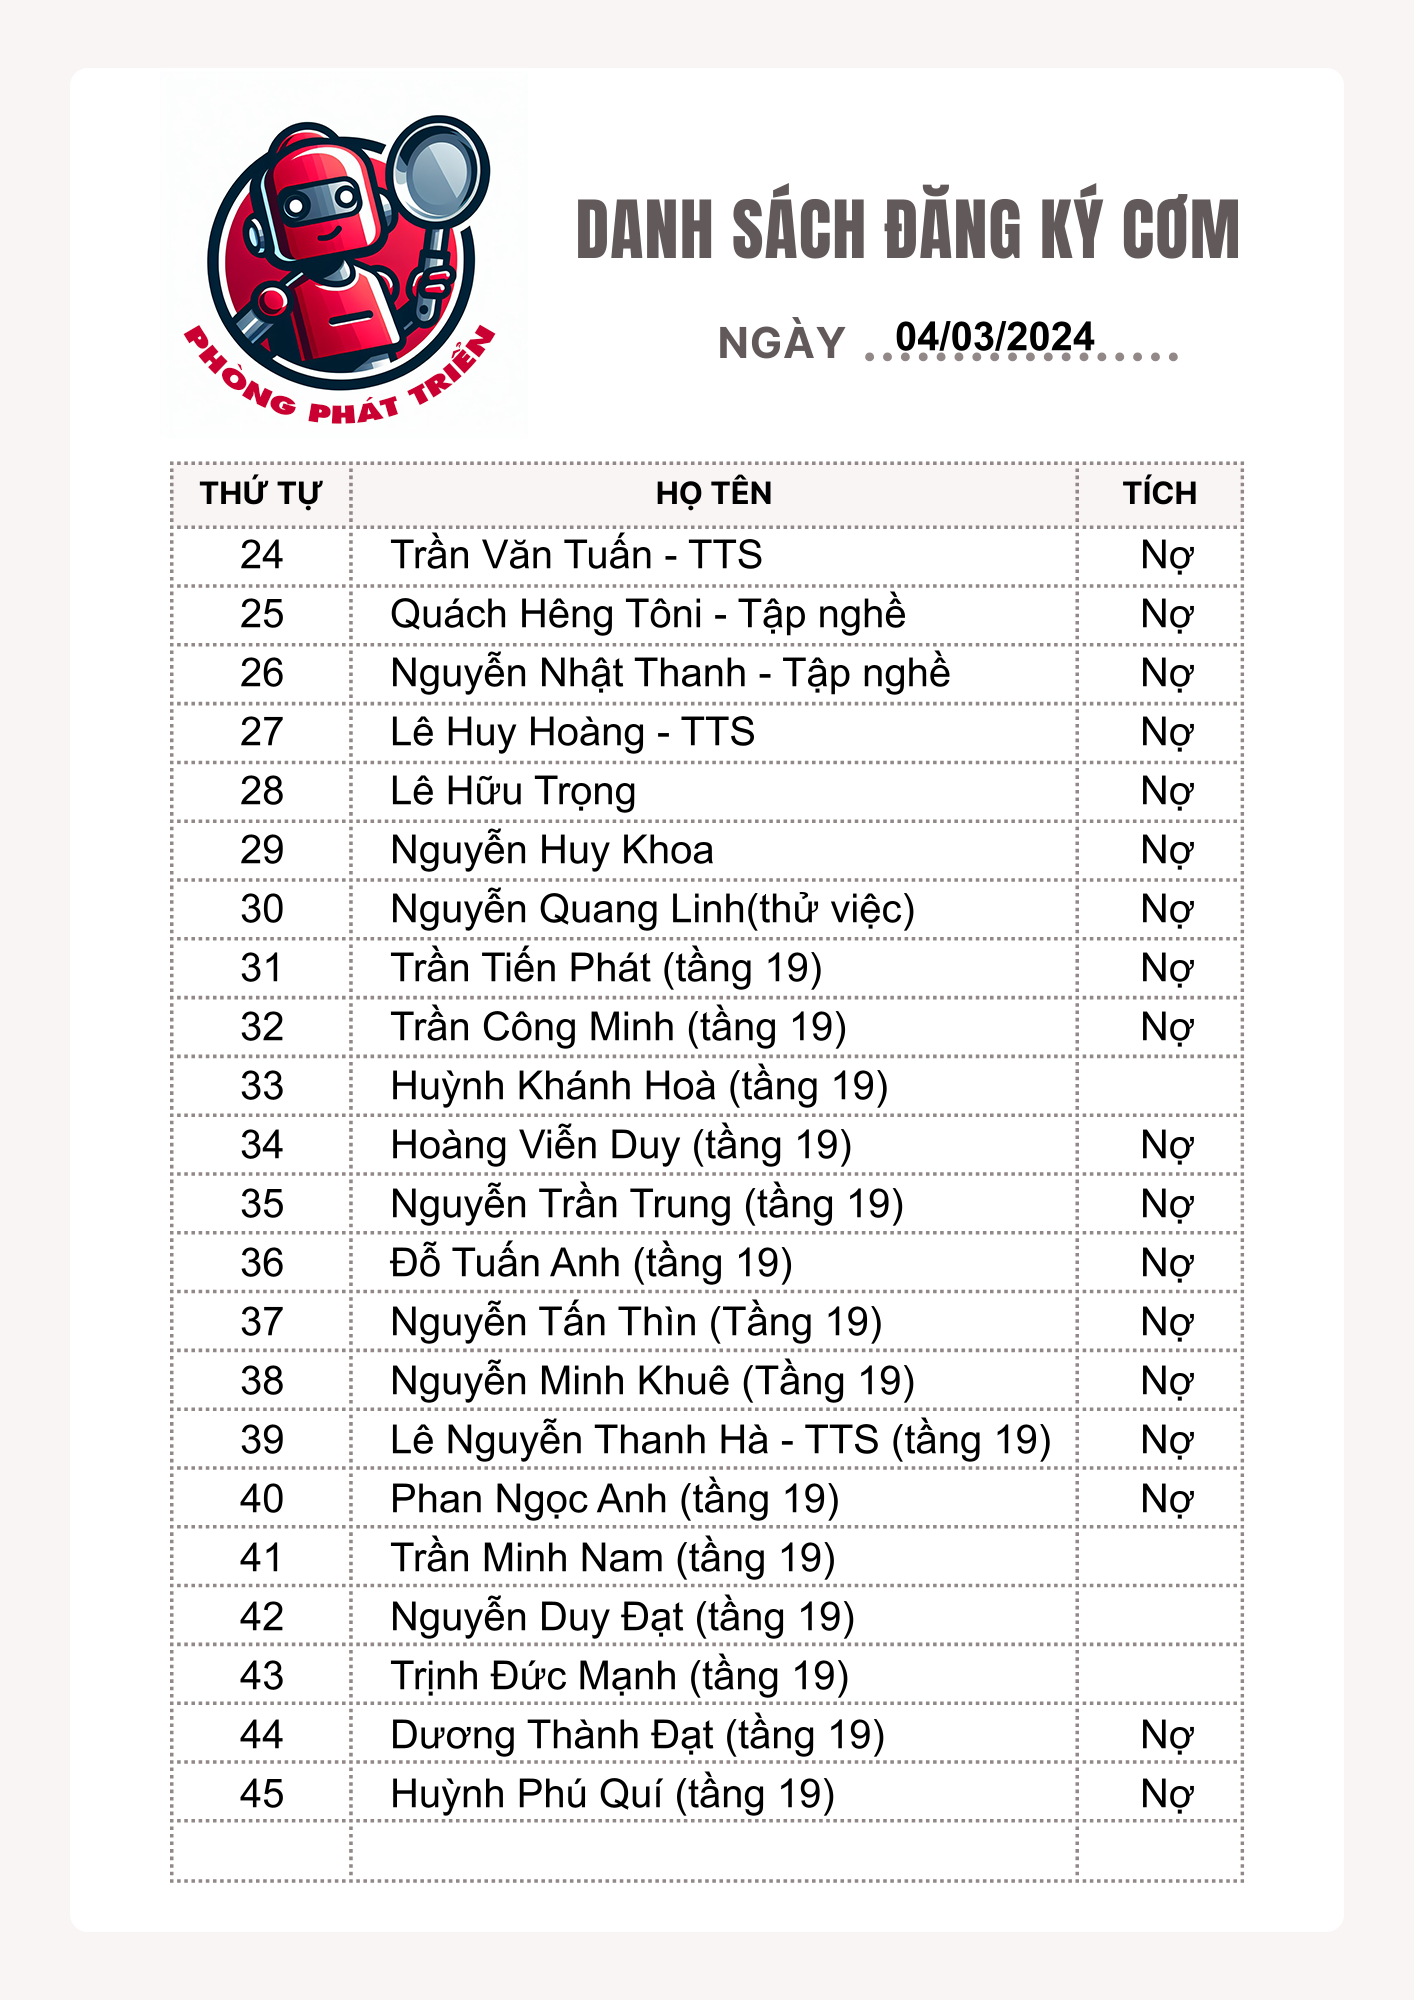 PHÒNG PHÁT TRIỂN
DANH SÁCH ĐĂNG KÝ CƠM
NGÀY 04/03/2024
THỨ TỰ HỌ TÊN TÍCH
24 Trần Văn Tuấn - TTS Nợ
25 Quách Hêng Tôni - Tập nghề Nợ
26 Nguyễn Nhật Thanh - Tập nghề Nợ
27 Lê Huy Hoàng - TTS Nợ
28 Lê Hữu Trọng Nợ
29 Nguyễn Huy Khoa Nợ
30 Nguyễn Quang Linh(thử việc) Nợ
31 Trần Tiến Phát (tầng 19) Nợ
32 Trần Công Minh (tầng 19) Nợ
33 Huỳnh Khánh Hoà (tầng 19)
34 Hoàng Viễn Duy (tầng 19) Nợ
35 Nguyễn Trần Trung (tầng 19) Nợ
36 Đỗ Tuấn Anh (tầng 19) Nợ
37 Nguyễn Tấn Thìn (Tầng 19) Nợ
38 Nguyễn Minh Khuê (Tầng 19) Nợ
39 Lê Nguyễn Thanh Hà - TTS (tầng 19) Nợ
40 Phan Ngọc Anh (tầng 19) Nợ
41 Trần Minh Nam (tầng 19)
42 Nguyễn Duy Đạt (tầng 19)
43 Trịnh Đức Mạnh (tầng 19)
44 Dương Thành Đạt (tầng 19) Nợ
45 Huỳnh Phú Quí (tầng 19) Nợ